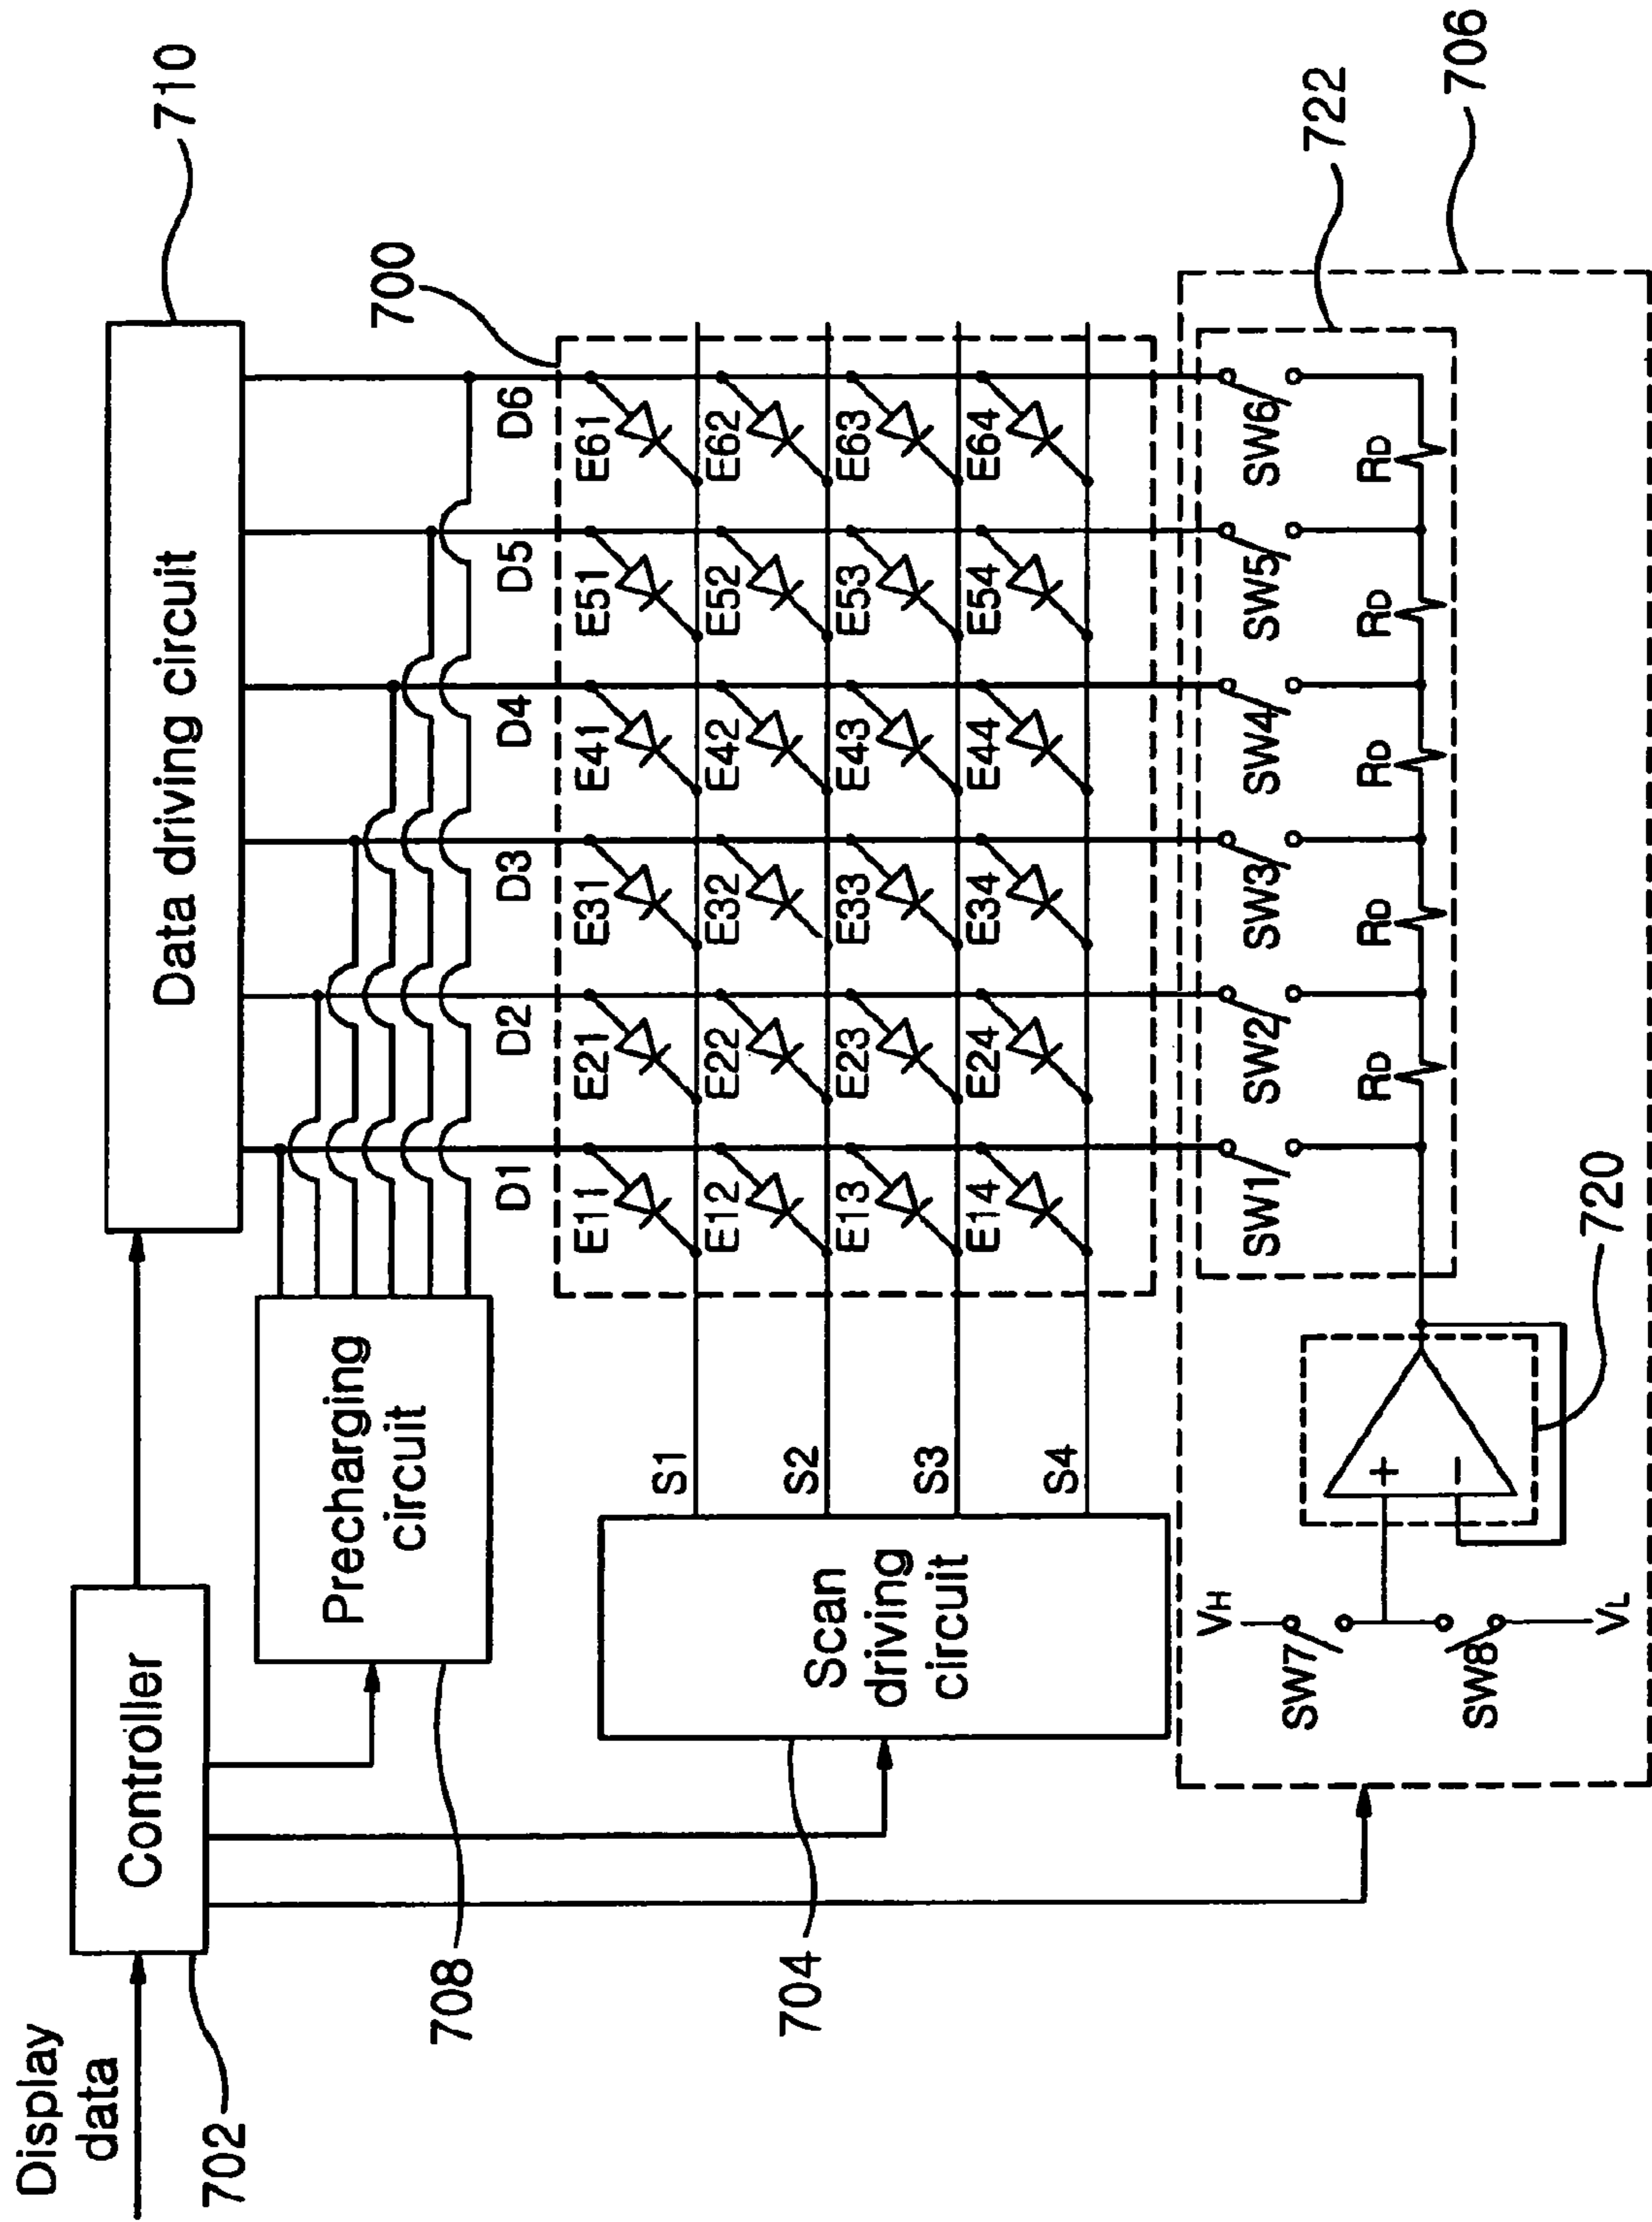 Display
data
702
Controller
710
Data driving circuit
708
Precharging
circuit
700
D1
D2
D3
D4
D5
D6
704
Scan
driving
circuit
S1
S2
S3
S4
E11
E21
E31
E41
E51
E61
E12
E22
E32
E42
E52
E62
E13
E23
E33
E43
E53
E63
E14
E24
E34
E44
E54
E64
VH
SW7
SW8
VL
+
−
720
SW1
SW2
SW3
SW4
SW5
SW6
RD
RD
RD
RD
RD
722
706